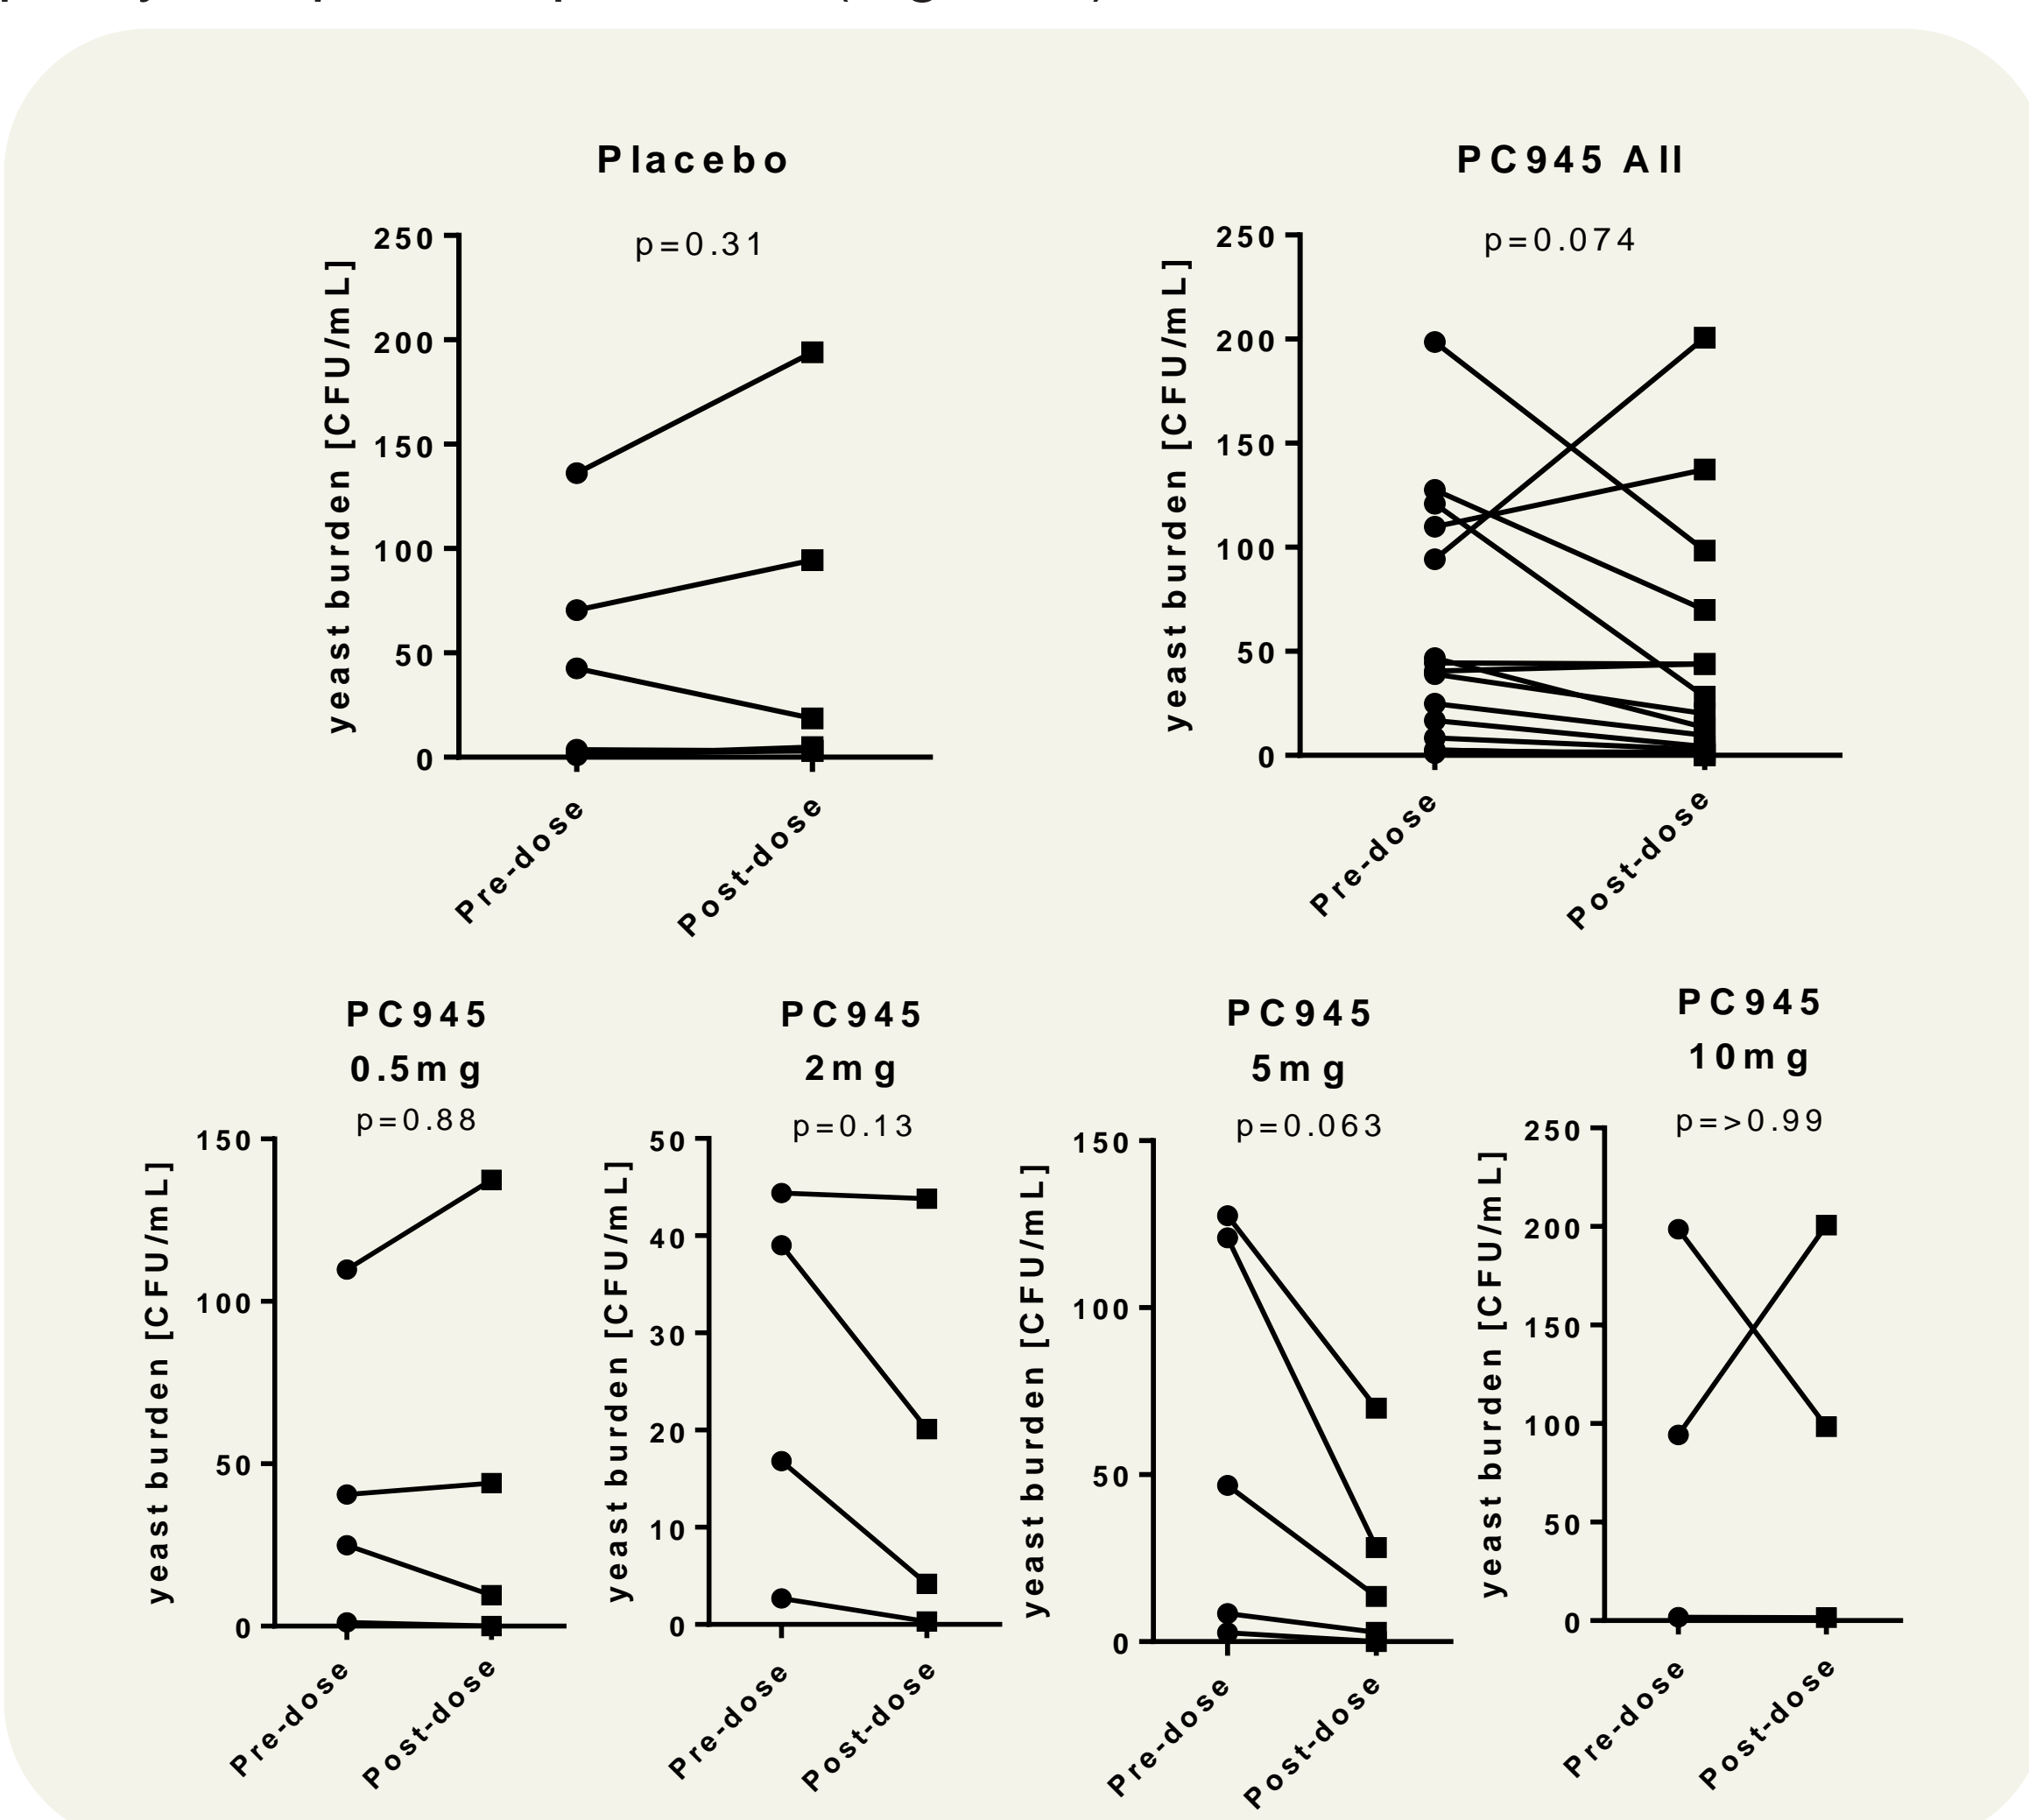 Placebo
p=0.31
yeast burden [CFU/mL]
250
200
150
100
50
0
Pre-dose
Post-dose
PC945 All
p=0.074
yeast burden [CFU/mL]
250
200
150
100
50
0
Pre-dose
Post-dose
PC945
0.5mg
p=0.88
yeast burden [CFU/mL]
150
100
50
0
Pre-dose
Post-dose
PC945
2mg
p=0.13
yeast burden [CFU/mL]
50
40
30
20
10
0
Pre-dose
Post-dose
PC945
5mg
p=0.063
yeast burden [CFU/mL]
150
100
50
0
Pre-dose
Post-dose
PC945
10mg
p=>0.99
yeast burden [CFU/mL]
250
200
150
100
50
0
Pre-dose
Post-dose